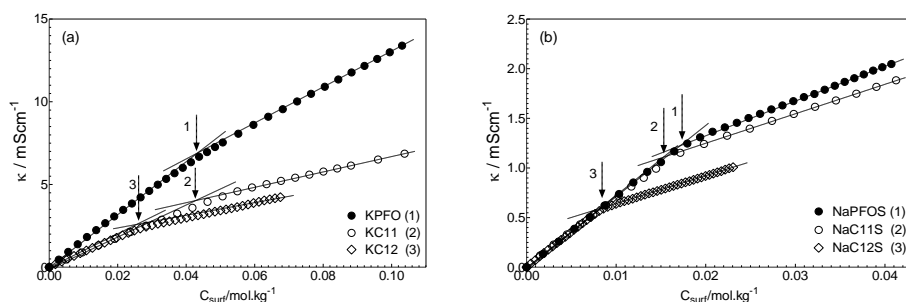 (a)
15
10
5
0
κ / mScm-1
1
2
3
KPFO (1)
KC11 (2)
KC12 (3)
0.00 0.02 0.04 0.06 0.08 0.10
Csurf/mol.kg-1
(b)
2.5
2.0
1.5
1.0
0.5
0.0
κ / mScm-1
1
2
3
NaPFOS (1)
NaC11S (2)
NaC12S (3)
0.00 0.01 0.02 0.03 0.04
Csurf/mol.kg-1